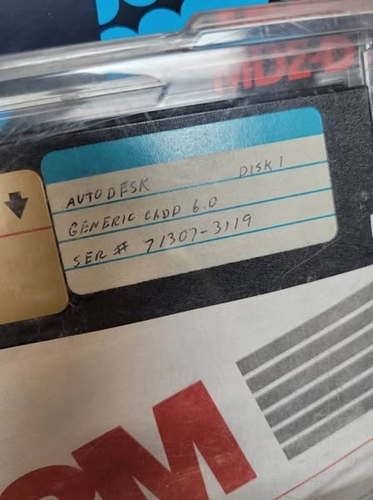 MD2-D
AUTODESK DISK 1
GENERIC CADD 6.0
SER # 71307-3119
3M